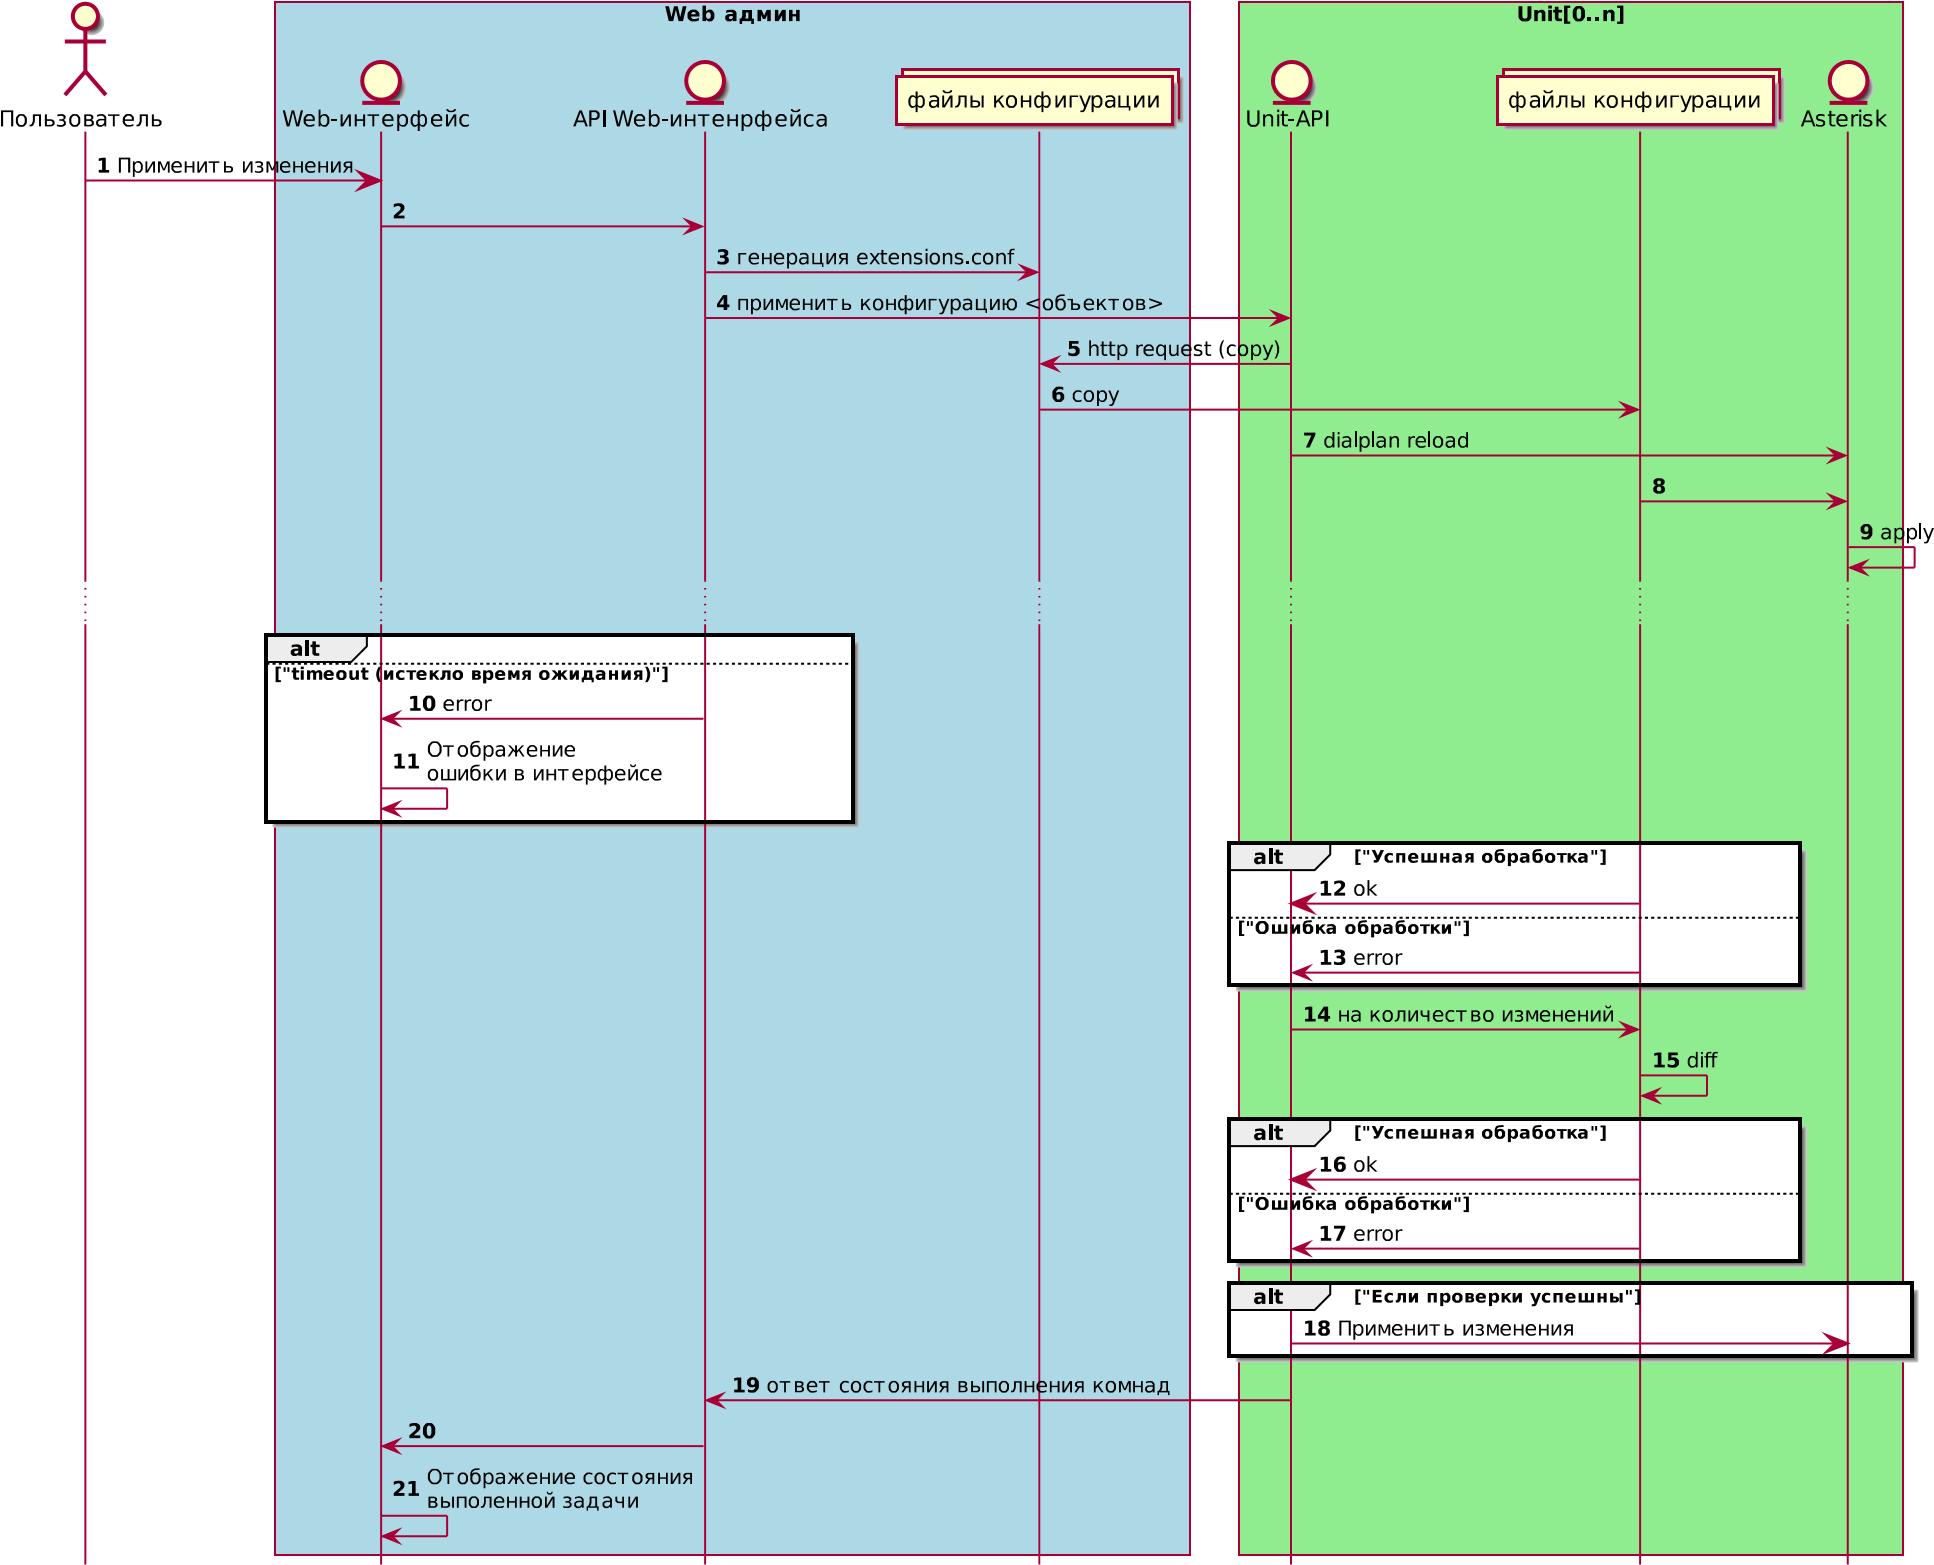 Web админ
Unit[0..n]
Пользователь
Web-интерфейс
API Web-интенрфейса
файлы конфигурации
Unit-API
файлы конфигурации
Asterisk
1 Применить изменения
2
3 генерация extensions.conf
4 применить конфигурацию <объектов>
5 http request (copy)
6 copy
7 dialplan reload
8
9 apply
alt
["timeout (истекло время ожидания)"]
10 error
11 Отображение
ошибки в интерфейсе
alt ["Успешная обработка"]
12 ok
["Ошибка обработки"]
13 error
14 на количество изменений
15 diff
alt ["Успешная обработка"]
16 ok
["Ошибка обработки"]
17 error
alt ["Если проверки успешны"]
18 Применить изменения
19 ответ состояния выполнения комнад
20
21 Отображение состояния
выполенной задачи